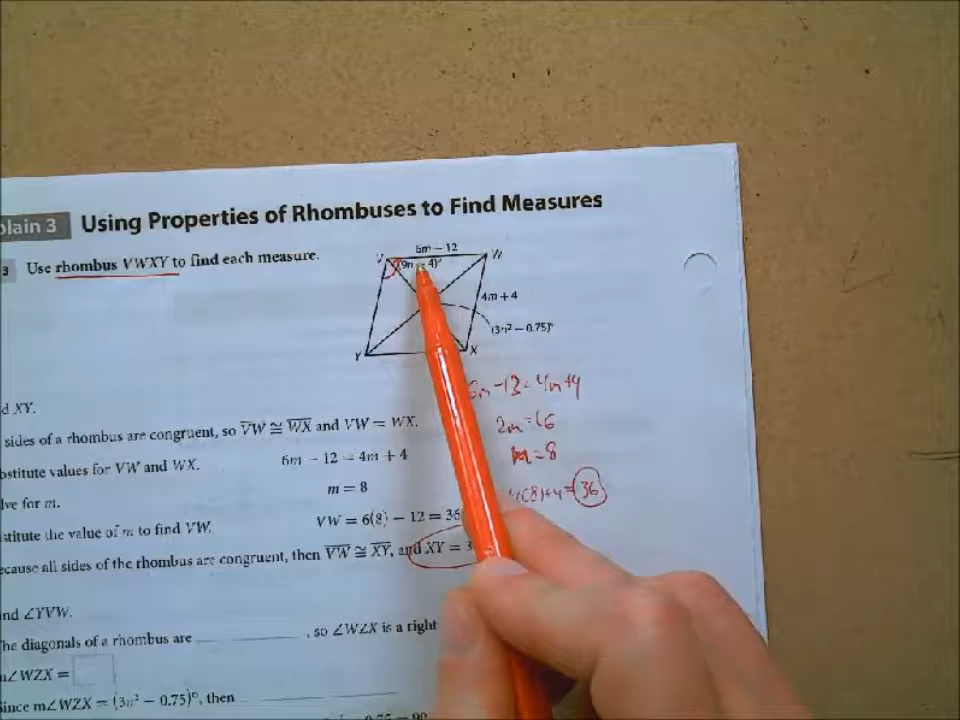 plain 3 Using Properties of Rhombuses to Find Measures
3 Use rhombus VWXY to find each measure.
6m − 12
V W
4m + 4
(3n² − 0.75)°
Y X
6m − 12 = 4m + 4
2m = 16
m = 8
4(8)+4 = 36
d XY.
sides of a rhombus are congruent, so VW ≅ WX and VW = WX.
bstitute values for VW and WX. 6m − 12 = 4m + 4
lve for m. m = 8
stitute the value of m to find VW. VW = 6(8) − 12 = 36
ecause all sides of the rhombus are congruent, then VW ≅ XY, and XY = 3
nd ∠YVW.
The diagonals of a rhombus are , so ∠WZX is a right
m∠WZX =
Since m∠WZX = (3n² − 0.75)°, then